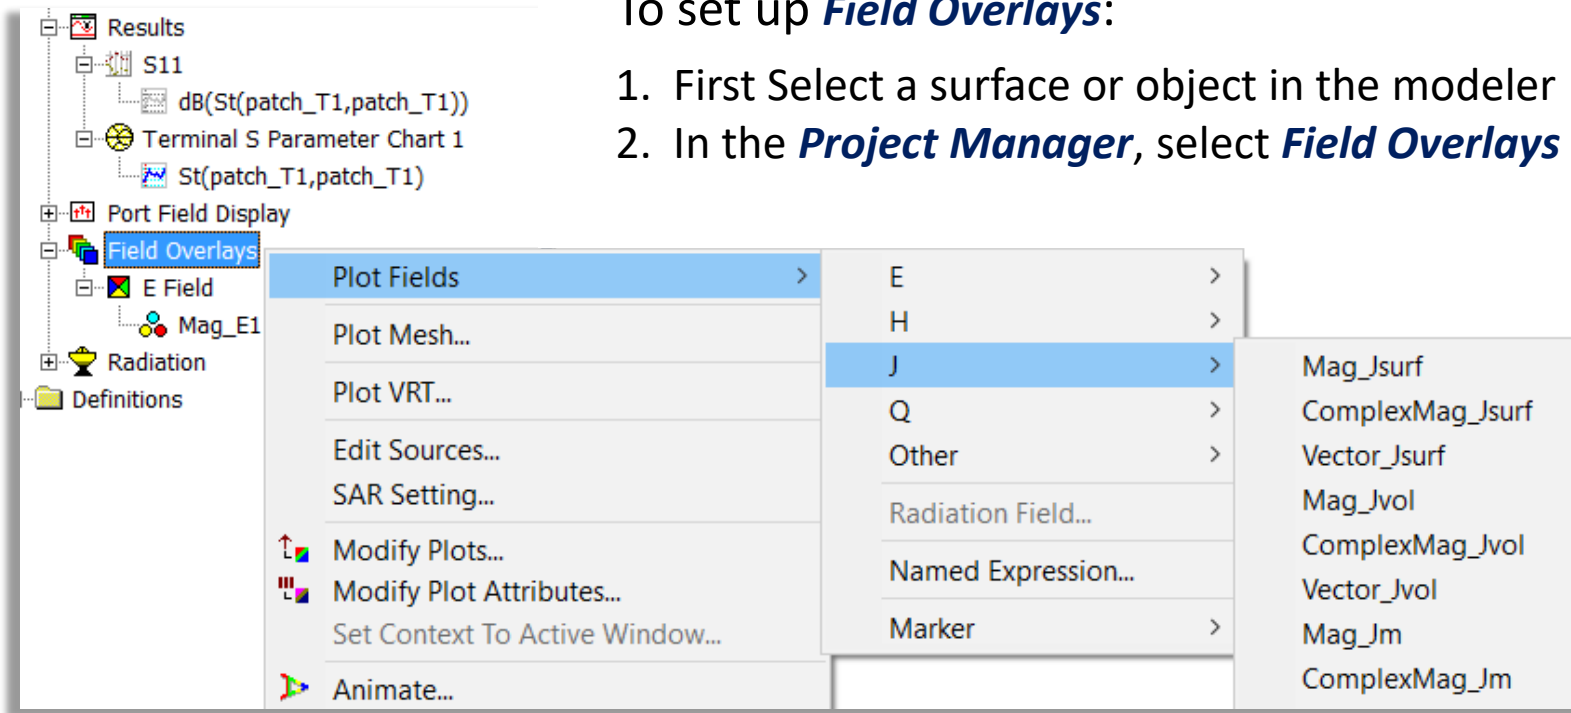 To set up Field Overlays:
1. First Select a surface or object in the modeler
2. In the Project Manager, select Field Overlays
Results
S11
dB(St(patch_T1,patch_T1))
Terminal S Parameter Chart 1
St(patch_T1,patch_T1)
Port Field Display
Field Overlays
E Field
Mag_E1
Radiation
Definitions
Plot Fields >
Plot Mesh...
Plot VRT...
Edit Sources...
SAR Setting...
Modify Plots...
Modify Plot Attributes...
Set Context To Active Window...
Animate...
E >
H >
J >
Q >
Other >
Radiation Field...
Named Expression...
Marker >
Mag_Jsurf
ComplexMag_Jsurf
Vector_Jsurf
Mag_Jvol
ComplexMag_Jvol
Vector_Jvol
Mag_Jm
ComplexMag_Jm